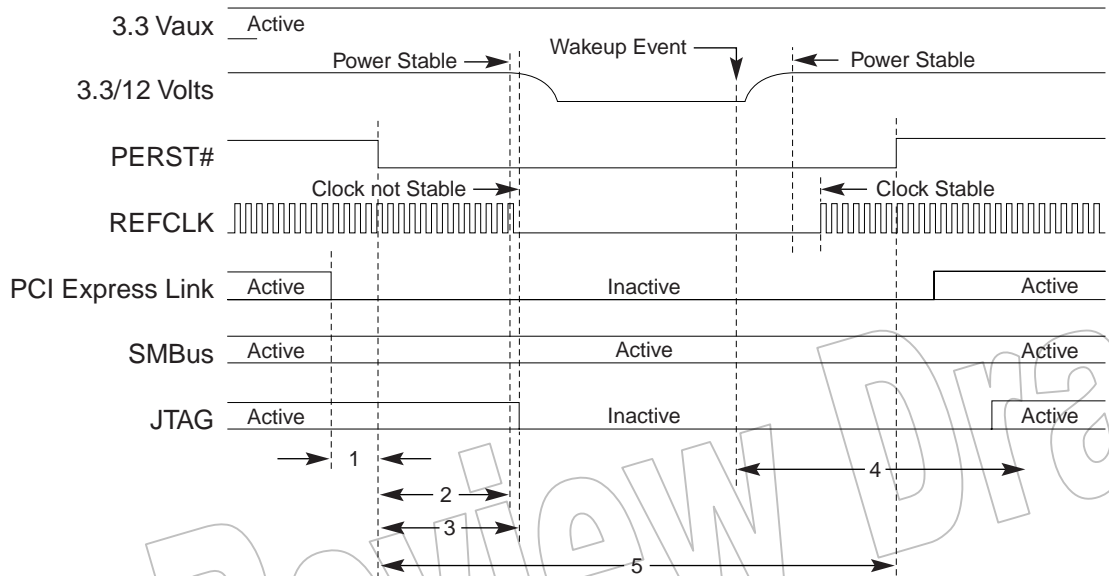 3.3 Vaux Active
Wakeup Event
Power Stable Power Stable
3.3/12 Volts
PERST#
Clock not Stable Clock Stable
REFCLK
PCI Express Link Active Inactive Active
SMBus Active Active Active
JTAG Active Inactive Active
1
4
2
3
5
Review Dra